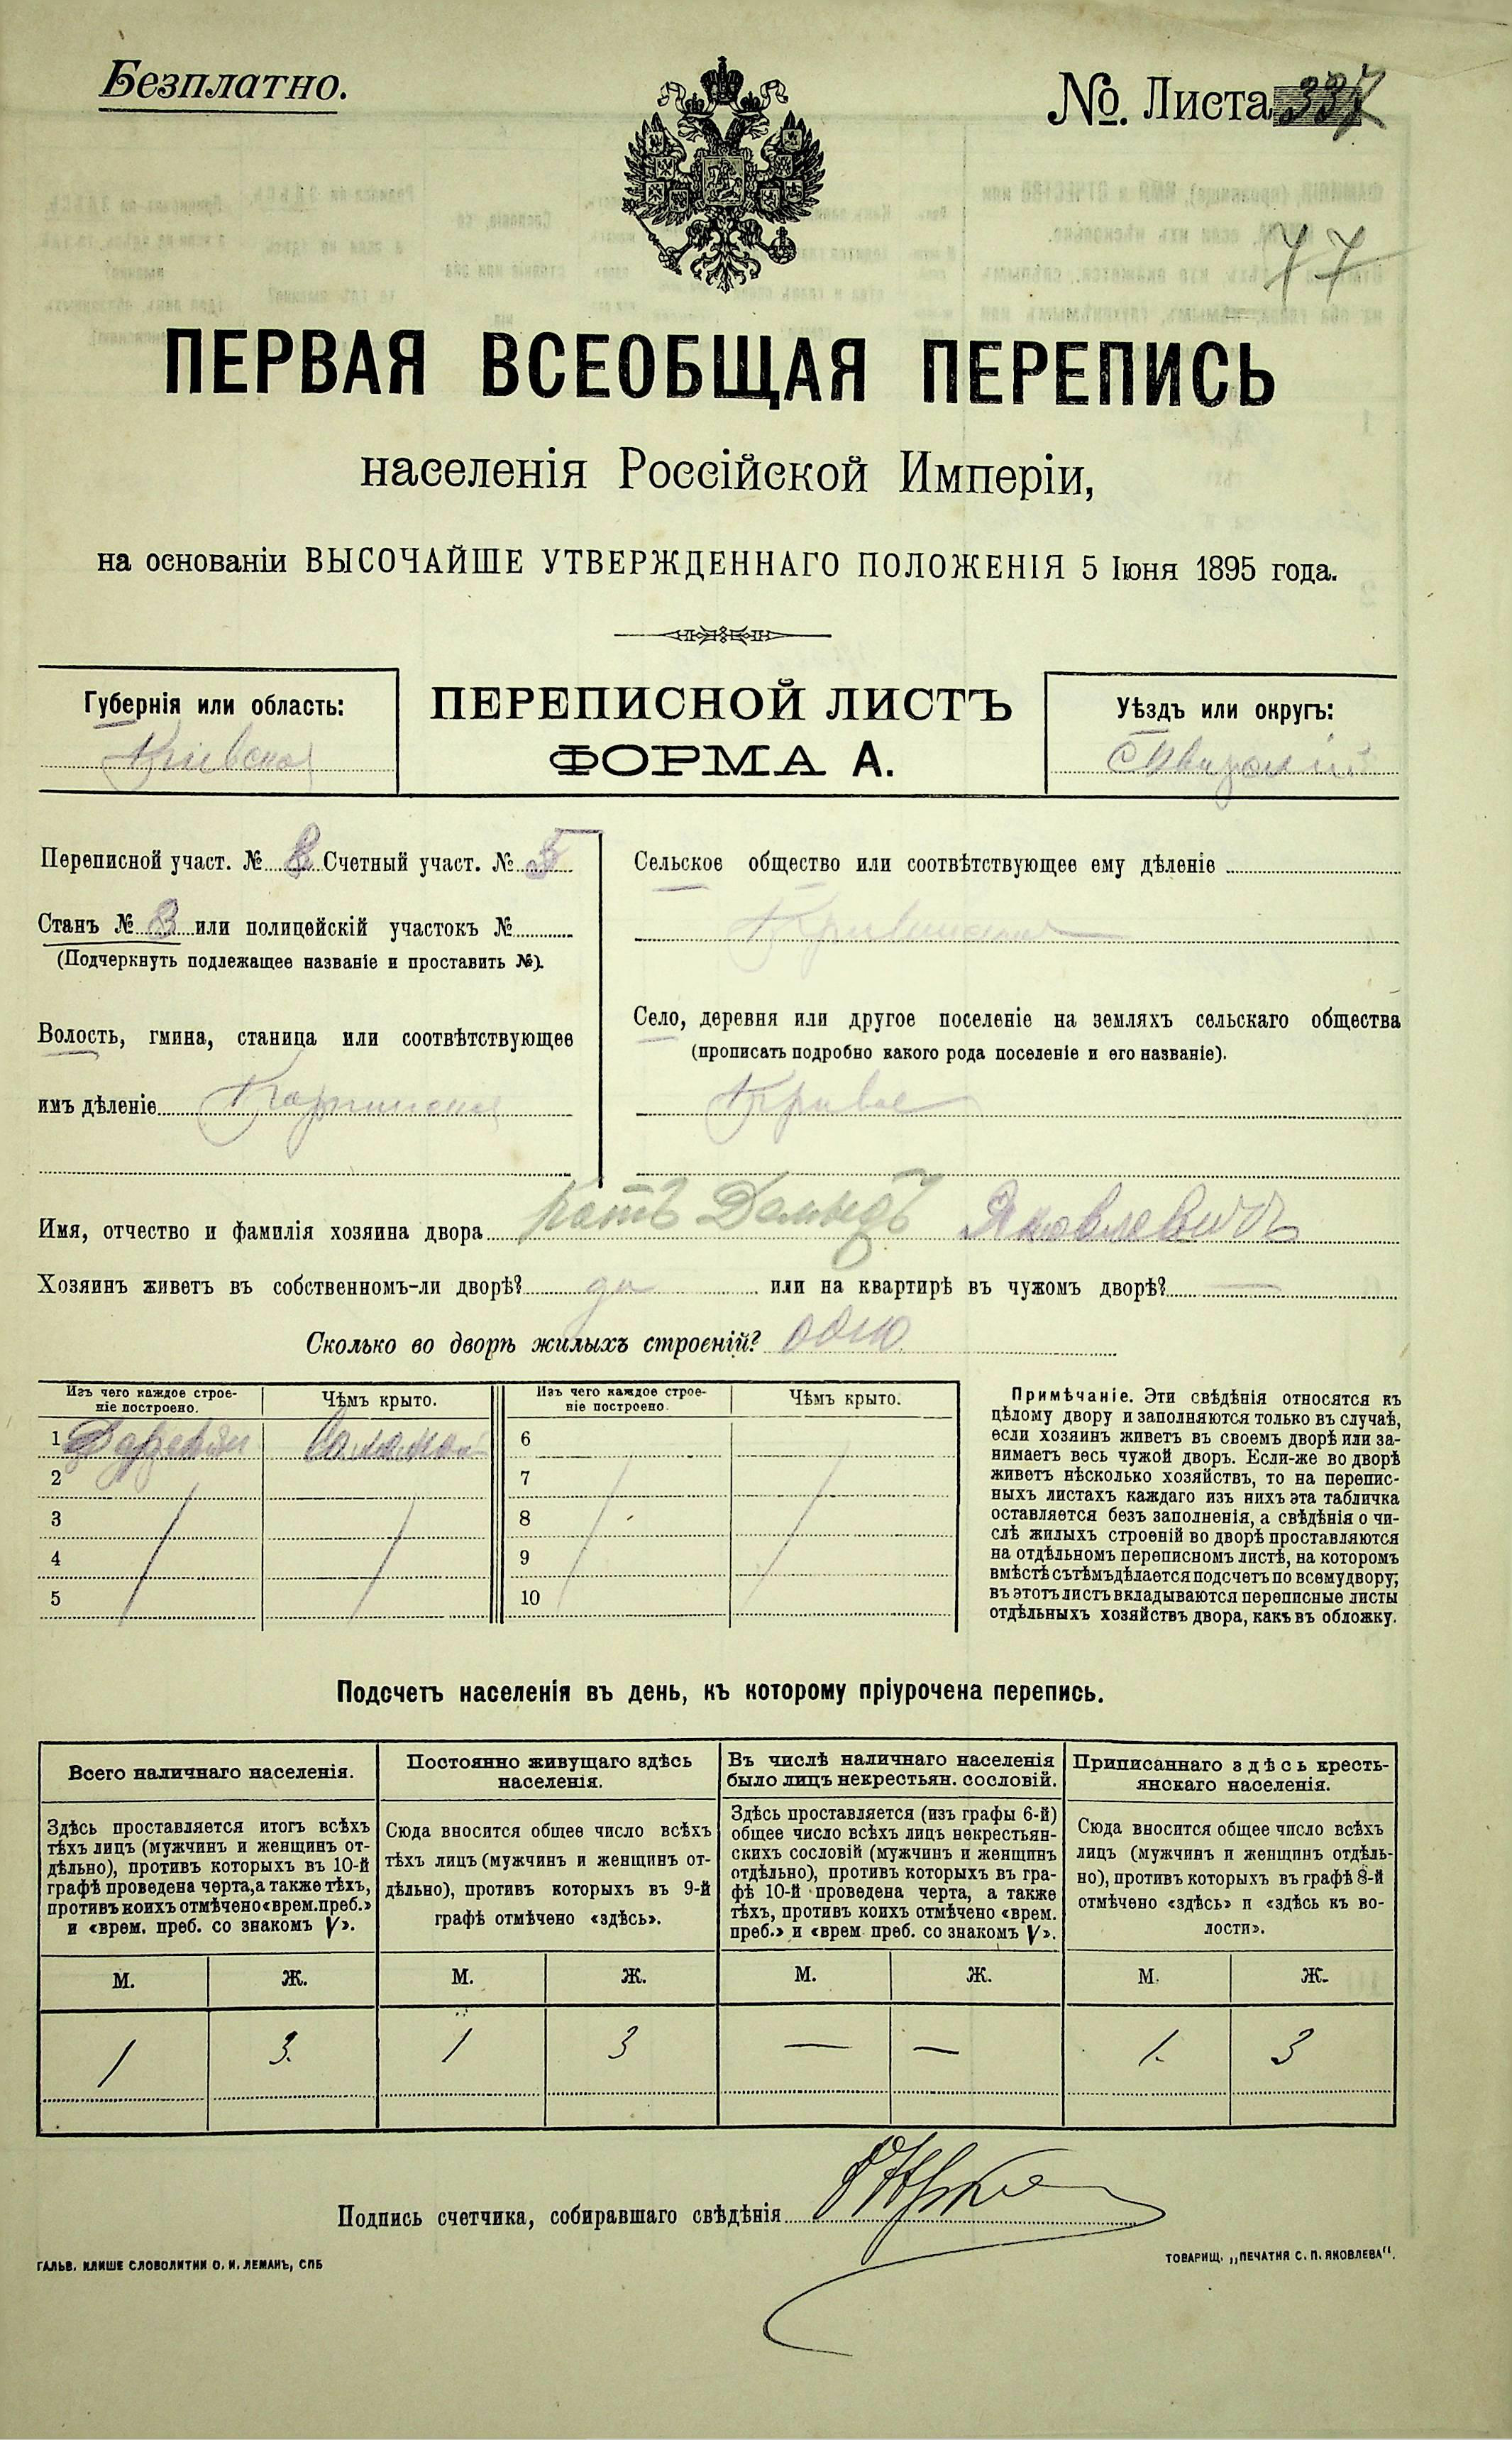 Безплатно.
№. Листа 337
77
ПЕРВАЯ ВСЕОБЩАЯ ПЕРЕПИСЬ
населенія Россійской Имперіи,
на основаніи ВЫСОЧАЙШЕ УТВЕРЖДЕННАГО ПОЛОЖЕНІЯ 5 Іюня 1895 года.
Губернія или область:
Кіевская
ПЕРЕПИСНОЙ ЛИСТЪ
ФОРМА А.
Уѣздъ или округъ:
Сквирскій
Переписной участ. № 8 Счетный участ. № 5
Станъ № 3 или полицейскій участокъ №
(Подчеркнуть подлежащее названіе и проставить №).
Волость, гмина, станица или соотвѣтствующее
имъ дѣленіе
Сельское общество или соотвѣтствующее ему дѣленіе
Кривянское
Село, деревня или другое поселеніе на земляхъ сельскаго общества
(прописать подробно какого рода поселеніе и его названіе).
Кривое
Имя, отчество и фамилія хозяина двора Котъ Демидъ Яковлевичъ
Хозяинъ живетъ въ собственномъ-ли дворѣ? да или на квартирѣ въ чужомъ дворѣ? —
Сколько во дворѣ жилыхъ строеній? одно
Изъ чего каждое строе-
ніе построено.
Чѣмъ крыто.
Изъ чего каждое строе-
ніе построено.
Чѣмъ крыто.
1 Соломой 6
2 7
3 8
4 9
5 10
Примѣчаніе. Эти свѣдѣнія относятся къ
цѣлому двору и заполняются только въ случаѣ,
если хозяинъ живетъ въ своемъ дворѣ или за-
нимаетъ весь чужой дворъ. Если-же во дворѣ
живетъ нѣсколько хозяйствъ, то на перепис-
ныхъ листахъ каждаго изъ нихъ эта табличка
оставляется безъ заполненія, а свѣдѣнія о чи-
слѣ жилыхъ строеній во дворѣ проставляются
на отдѣльномъ переписномъ листѣ, на которомъ
вмѣстѣ съ тѣмъ дѣлается подсчетъ по всему двору;
въ этотъ листъ вкладываются переписные листы
отдѣльныхъ хозяйствъ двора, какъ въ обложку.
Подсчетъ населенія въ день, къ которому пріурочена перепись.
Всего наличнаго населенія.
Здѣсь проставляется итогъ всѣхъ
тѣхъ лицъ (мужчинъ и женщинъ от-
дѣльно), противъ которыхъ въ 10-й
графѣ проведена черта, а также тѣхъ,
противъ коихъ отмѣчено «врем. преб.»
и «врем. преб. со знакомъ V».
Постоянно живущаго здѣсь
населенія.
Сюда вносится общее число всѣхъ
тѣхъ лицъ (мужчинъ и женщинъ от-
дѣльно), противъ которыхъ въ 9-й
графѣ отмѣчено «здѣсь».
Въ числѣ наличнаго населенія
было лицъ некрестьян. сословій.
Здѣсь проставляется (изъ графы 6-й)
общее число всѣхъ лицъ некрестьян-
скихъ сословій (мужчинъ и женщинъ
отдѣльно), противъ которыхъ въ гра-
фѣ 10-й проведена черта, а также
тѣхъ, противъ коихъ отмѣчено «врем.
преб.» и «врем. преб. со знакомъ V».
Приписаннаго здѣсь кресть-
янскаго населенія.
Сюда вносится общее число всѣхъ
лицъ (мужчинъ и женщинъ отдѣль-
но), противъ которыхъ въ графѣ 8-й
отмѣчено «здѣсь» и «здѣсь къ во-
лости».
М. Ж. М. Ж. М. Ж. М. Ж.
1 3. 1 3 — — 1. 3
Подпись счетчика, собиравшаго свѣдѣнія
ГАЛЬВ. КЛИШЕ СЛОВОЛИТНИ О. И. ЛЕМАНЪ, СПБ
ТОВАРИЩ. „ПЕЧАТНЯ С. П. ЯКОВЛЕВА".